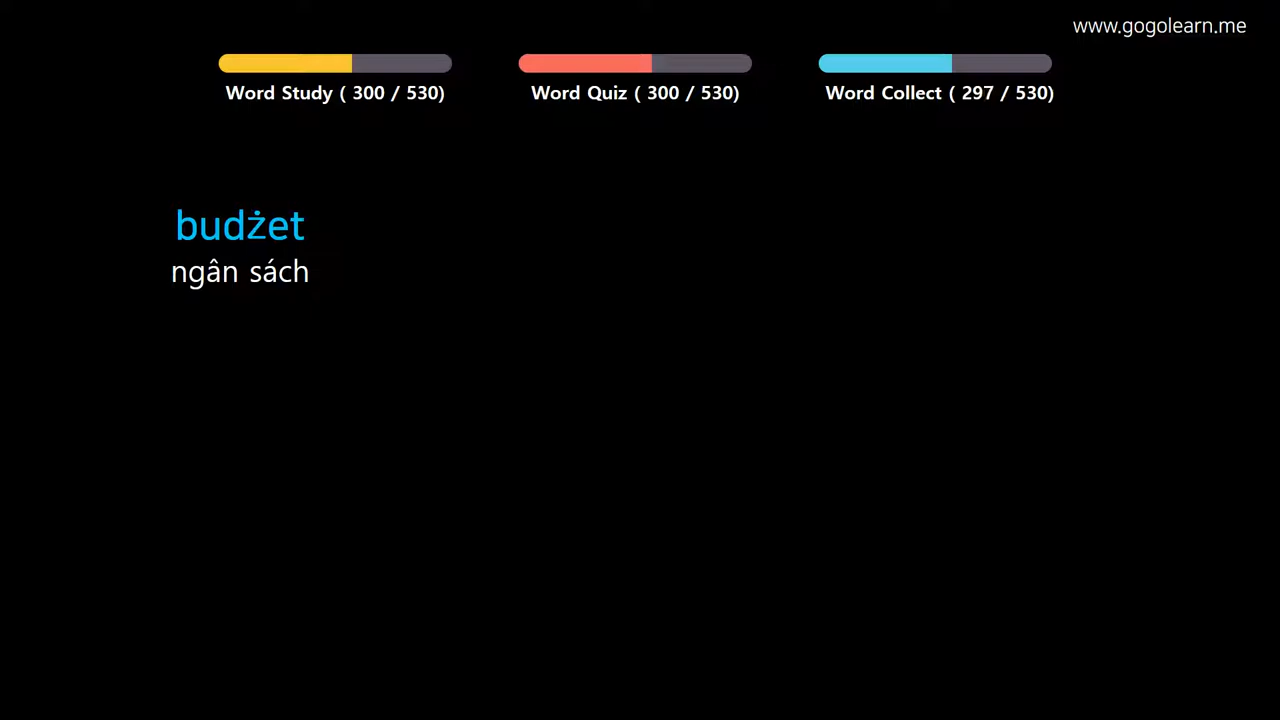 www.gogolearn.me
Word Study ( 300 / 530)
Word Quiz ( 300 / 530)
Word Collect ( 297 / 530)
budżet
ngân sách